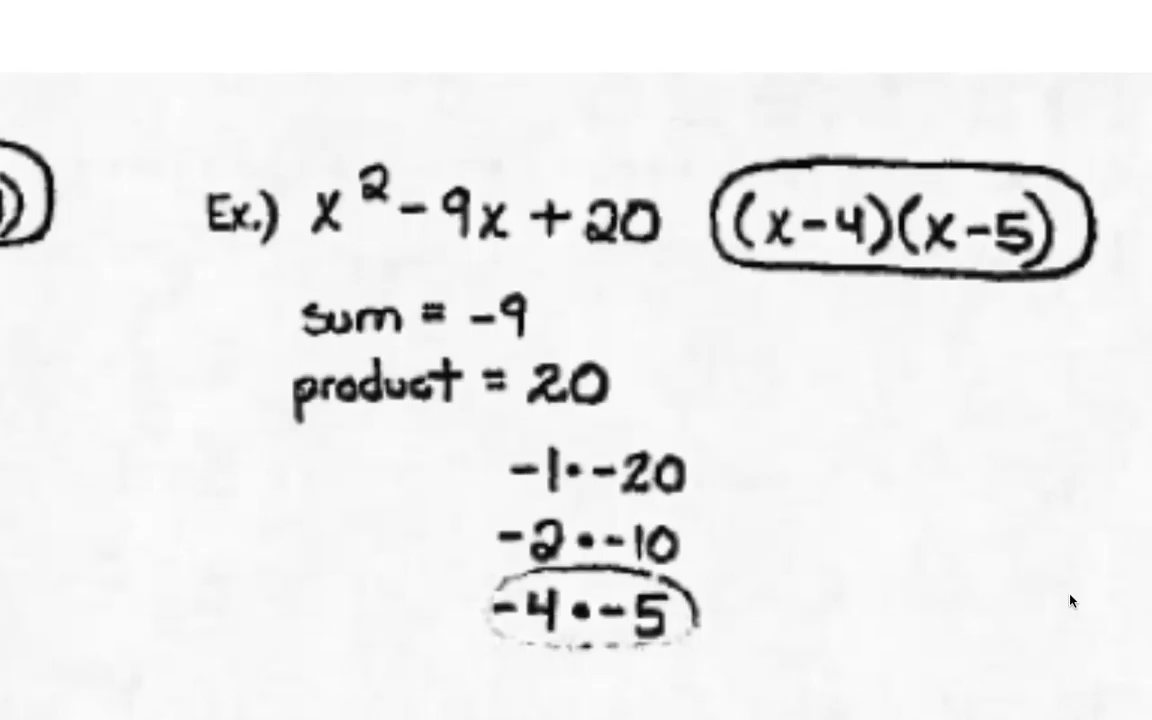 Ex.) x² - 9x + 20 (x-4)(x-5)
sum = -9
product = 20
-1·-20
-2·-10
-4·-5